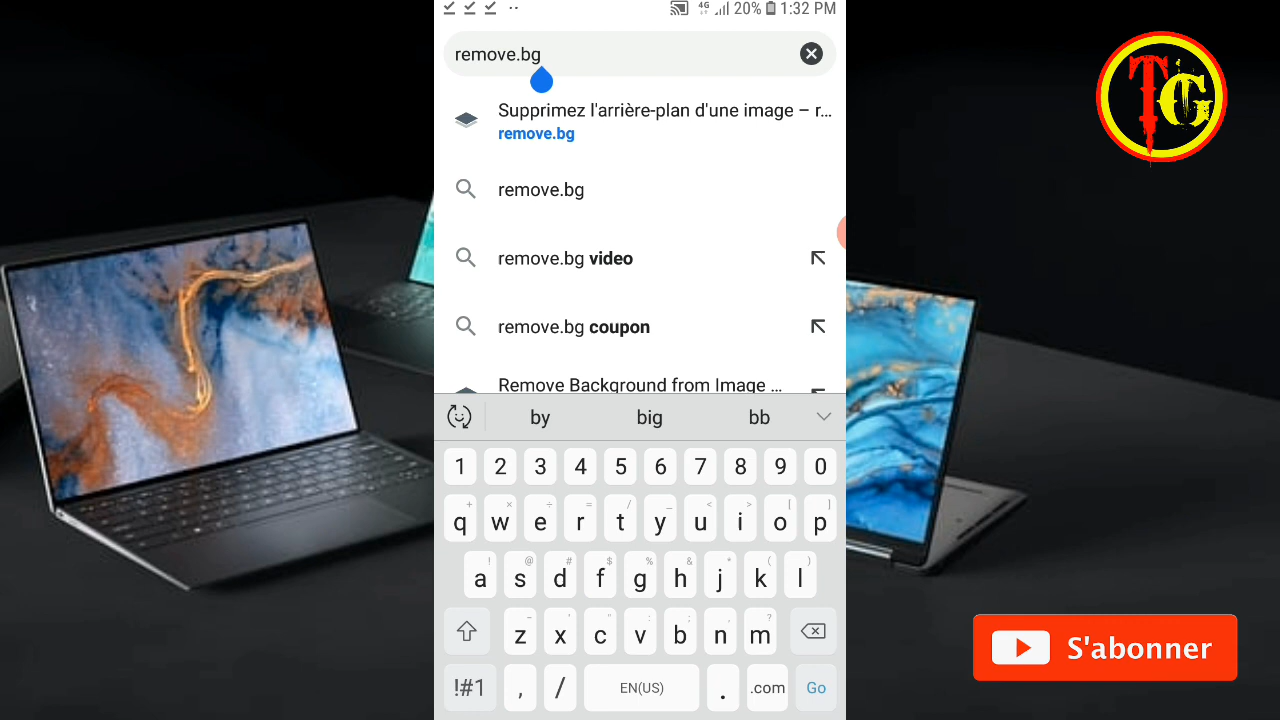 4G 20% 1:32 PM
remove.bg
Supprimez l'arrière-plan d'une image – r...
remove.bg
remove.bg
remove.bg video
remove.bg coupon
Remove Background from Image ...
by big bb
1 2 3 4 5 6 7 8 9 0
+ × ÷ = / _ < > [ ]
q w e r t y u i o p
! @ # $ % & * ( )
a s d f g h j k l
- ' " : ; , ?
z x c v b n m
!#1 , / EN(US) . .com Go
TG
S'abonner